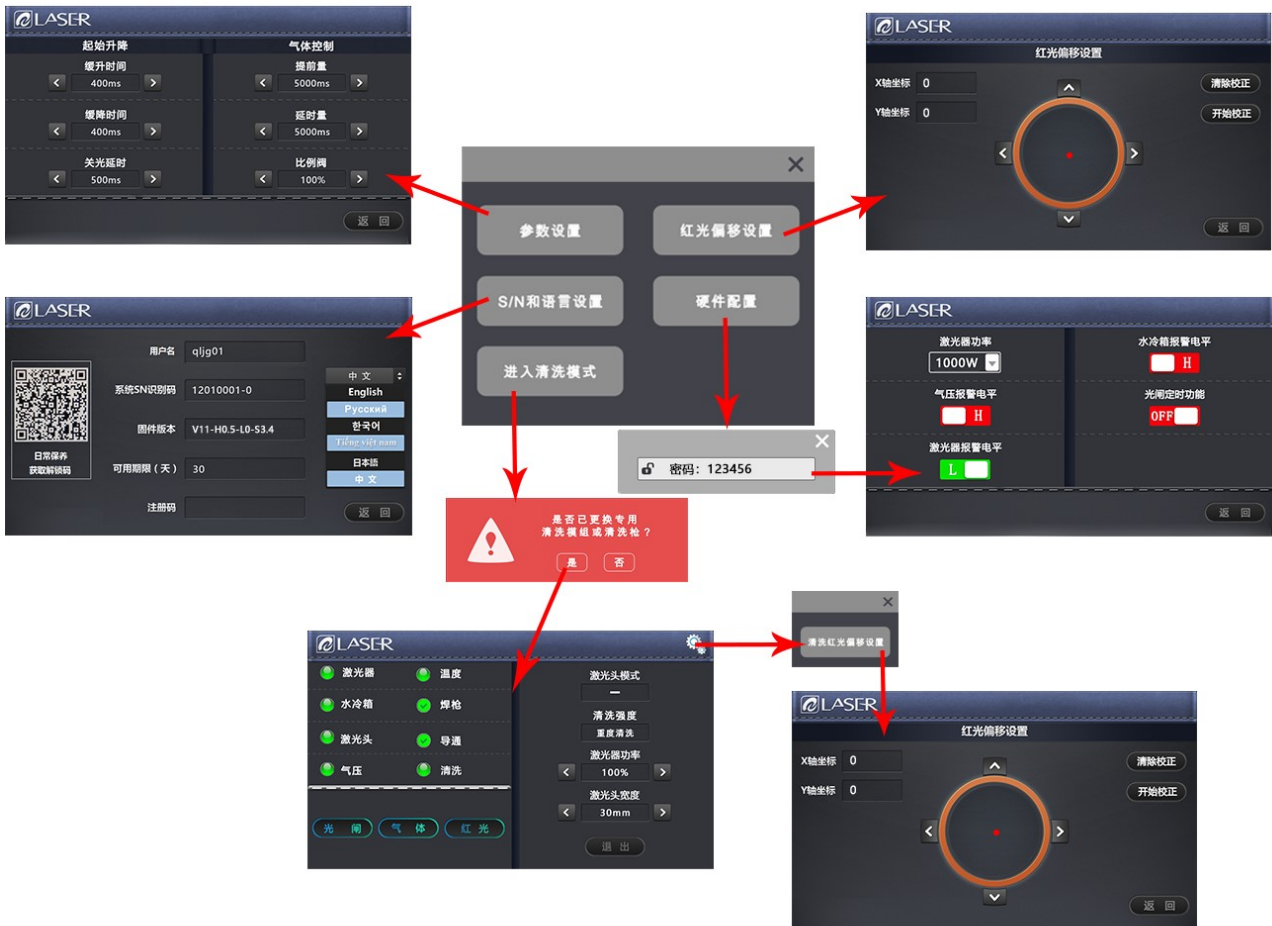 LASER
起始升降
气体控制
缓升时间
400ms
提前量
5000ms
缓降时间
400ms
延时量
5000ms
关光延时
500ms
比例阀
100%
返 回
LASER
红光偏移设置
X轴坐标 0
Y轴坐标 0
清除校正
开始校正
返 回
参数设置
红光偏移设置
S/N和语言设置
硬件配置
进入清洗模式
LASER
日常保养
获取解锁码
用户名 qljg01
系统SN识别码 12010001-0
固件版本 V11-H0.5-L0-S3.4
可用期限（天） 30
注册码
中 文
English
Русский
한국어
Tiếng việt nam
日本語
中 文
返 回
LASER
激光器功率
1000W
水冷箱报警电平
H
气压报警电平
H
光闸定时功能
OFF
激光器报警电平
L
返 回
密码：123456
是否已更换专用
清洗模组或清洗枪？
是
否
LASER
激光器
温度
水冷箱
焊枪
激光头
导通
气压
清洗
光 闸
气 体
红 光
激光头模式
清洗强度
重度清洗
激光器功率
100%
激光头宽度
30mm
退 出
清洗红光偏移设置
LASER
红光偏移设置
X轴坐标 0
Y轴坐标 0
清除校正
开始校正
返 回